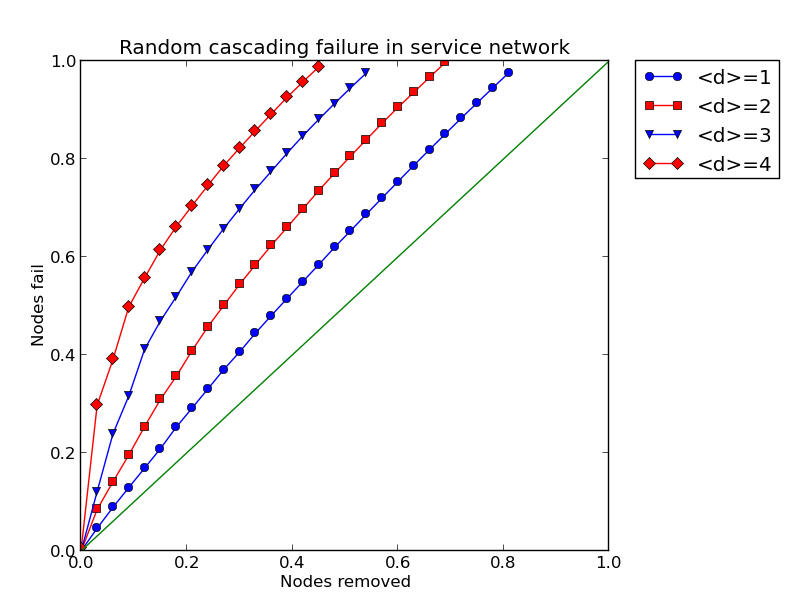 Random cascading failure in service network
1.0
0.8
0.6
0.4
0.2
0.0
Nodes fail
0.0 0.2 0.4 0.6 0.8 1.0
Nodes removed
<d>=1
<d>=2
<d>=3
<d>=4